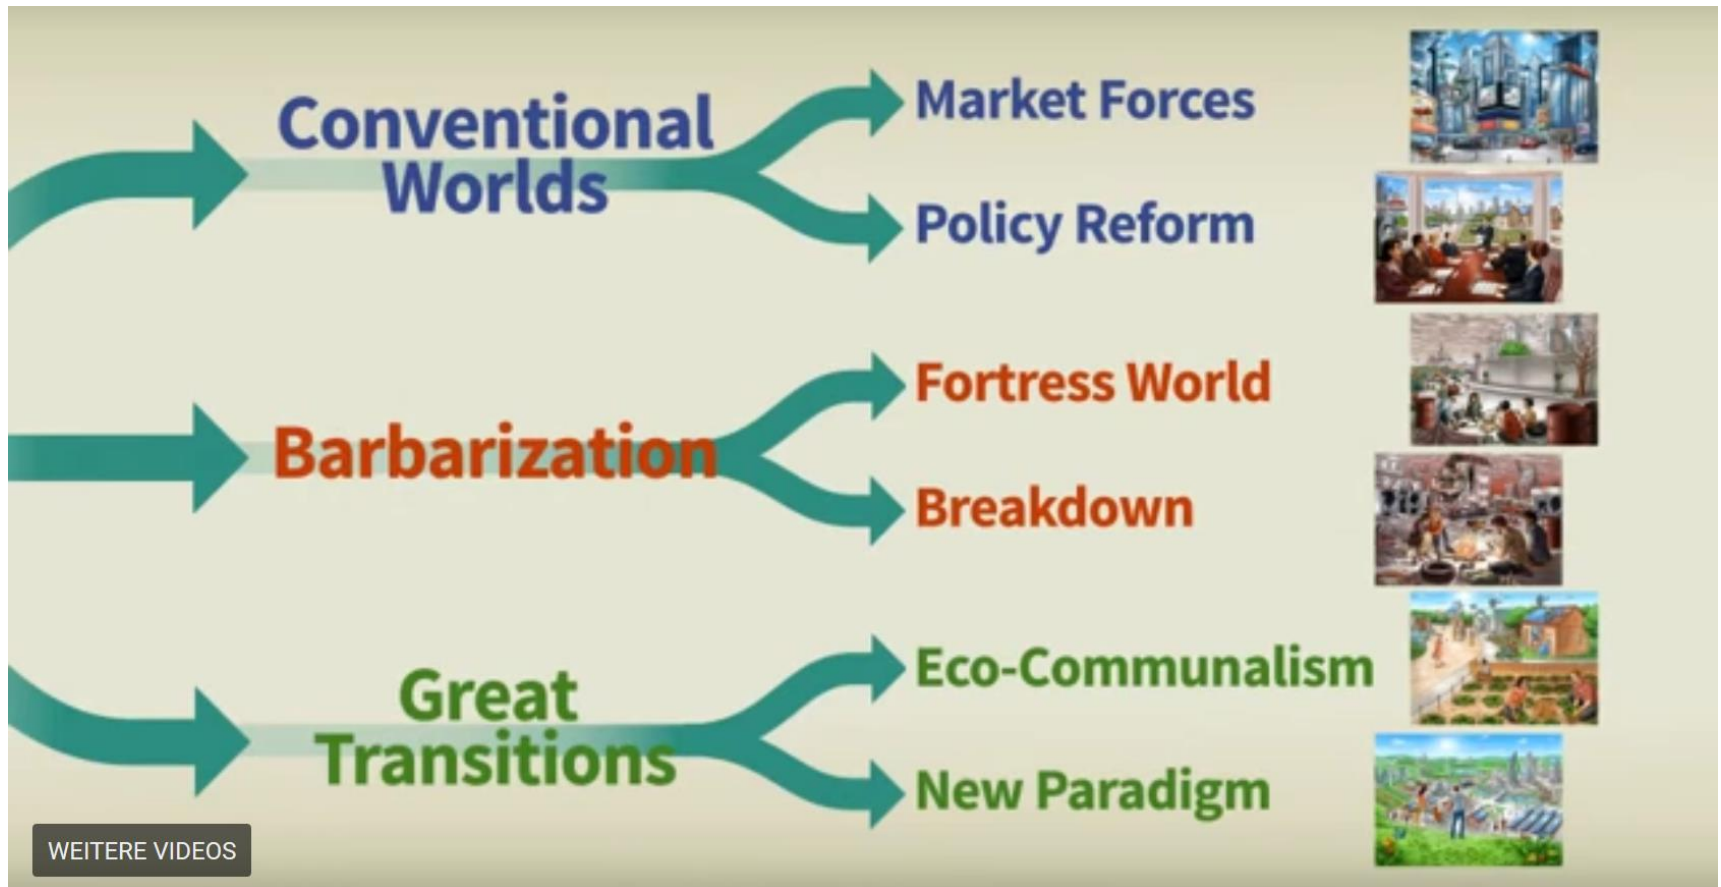 Conventional
Worlds
Market Forces
Policy Reform
Barbarization
Fortress World
Breakdown
Great
Transitions
Eco-Communalism
New Paradigm
WEITERE VIDEOS